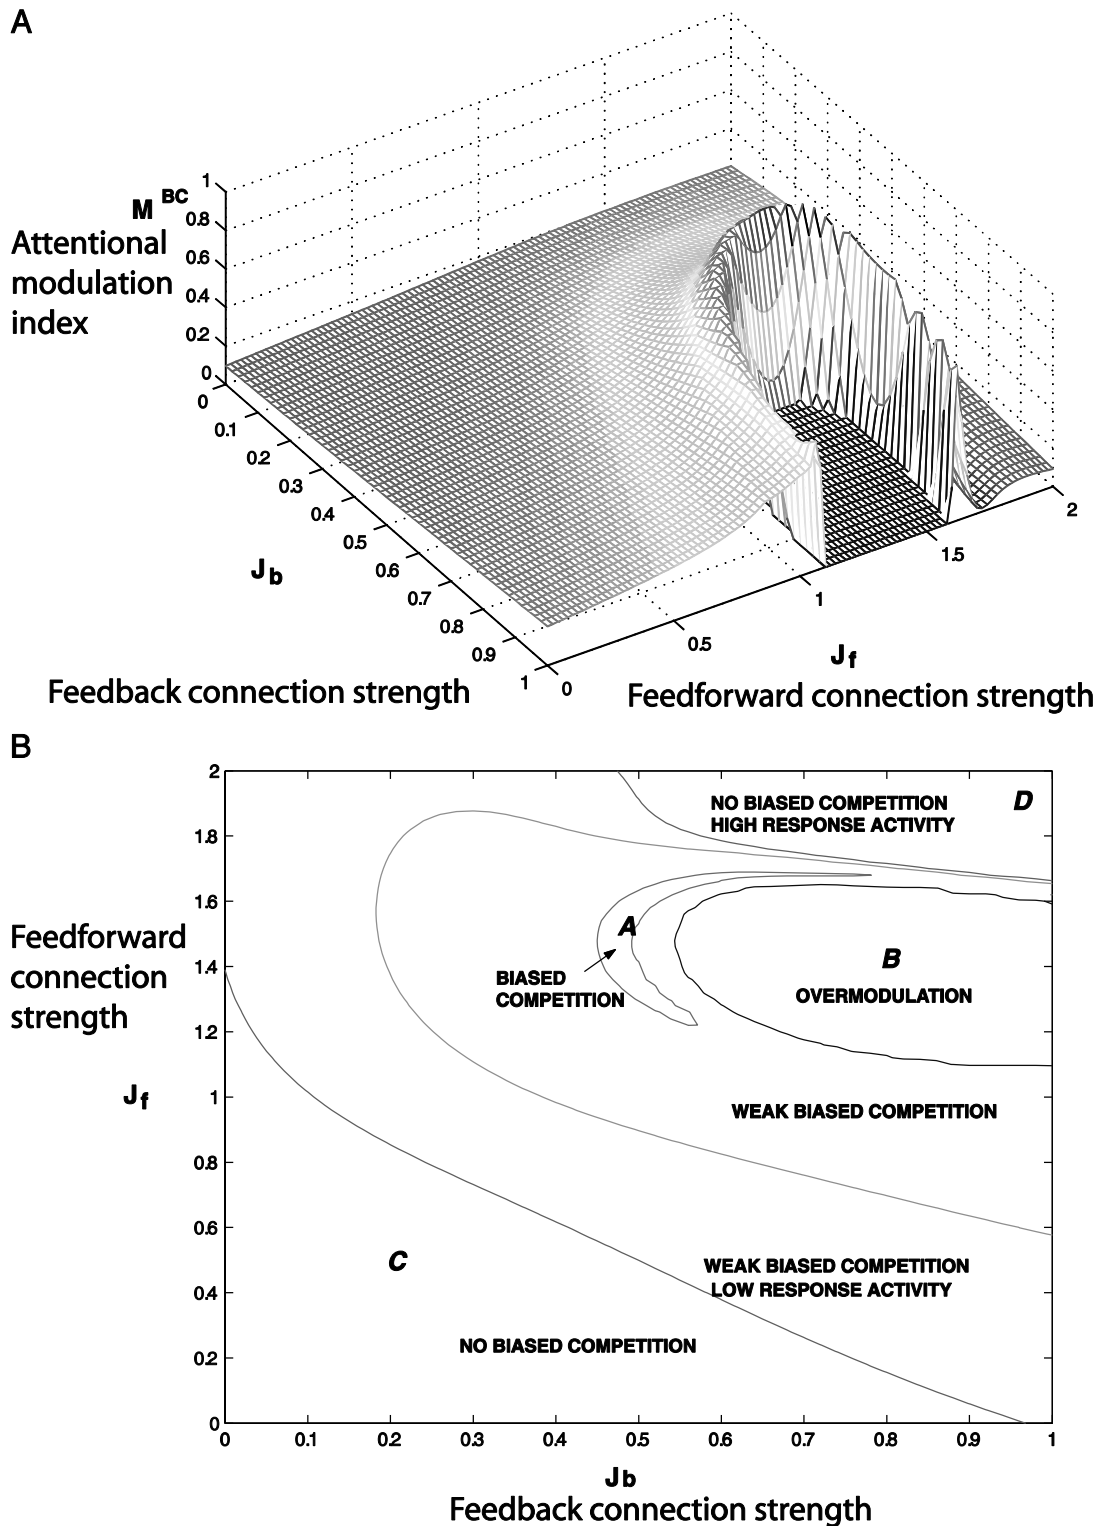 A
M BC
Attentional
modulation
index
1
0.8
0.6
0.4
0.2
0
0
0.1
0.2
0.3
0.4
0.5
0.6
0.7
0.8
0.9
1
Jb
Feedback connection strength
0
0.5
1
1.5
2
Jf
Feedforward connection strength
B
2
1.8
1.6
1.4
1.2
1
0.8
0.6
0.4
0.2
0
Feedforward
connection
strength
Jf
NO BIASED COMPETITION
HIGH RESPONSE ACTIVITY
D
A
BIASED
COMPETITION
B
OVERMODULATION
WEAK BIASED COMPETITION
C
WEAK BIASED COMPETITION
LOW RESPONSE ACTIVITY
NO BIASED COMPETITION
0 0.1 0.2 0.3 0.4 0.5 0.6 0.7 0.8 0.9 1
Jb
Feedback connection strength